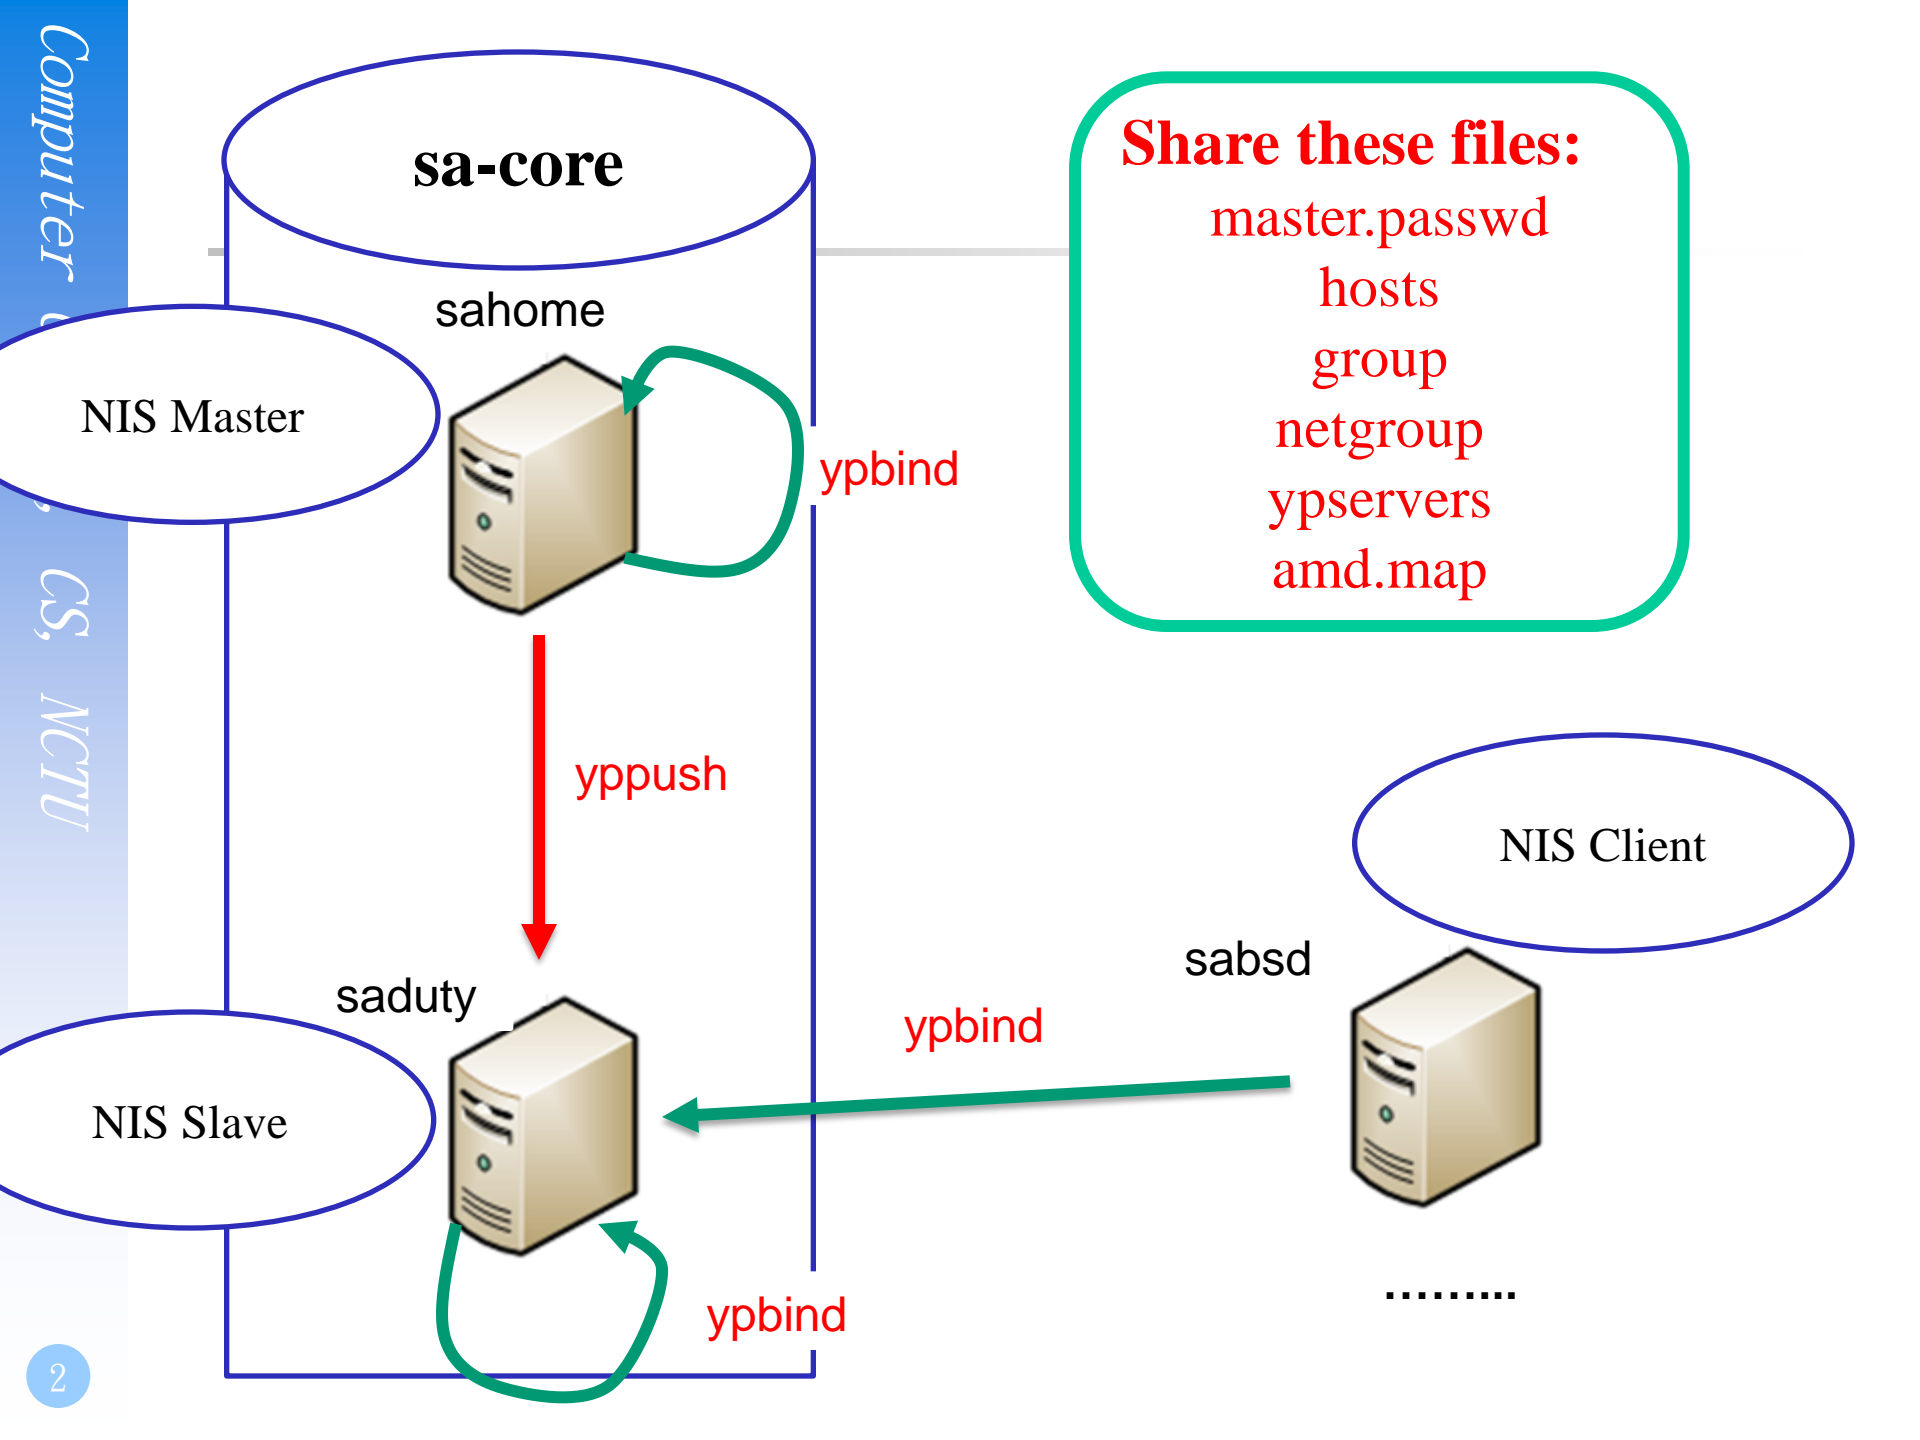 Computer
CS, NCTU
sa-core
sahome
NIS Master
ypbind
Share these files:
master.passwd
hosts
group
netgroup
ypservers
amd.map
yppush
NIS Client
saduty
sabsd
ypbind
NIS Slave
ypbind
……...
2